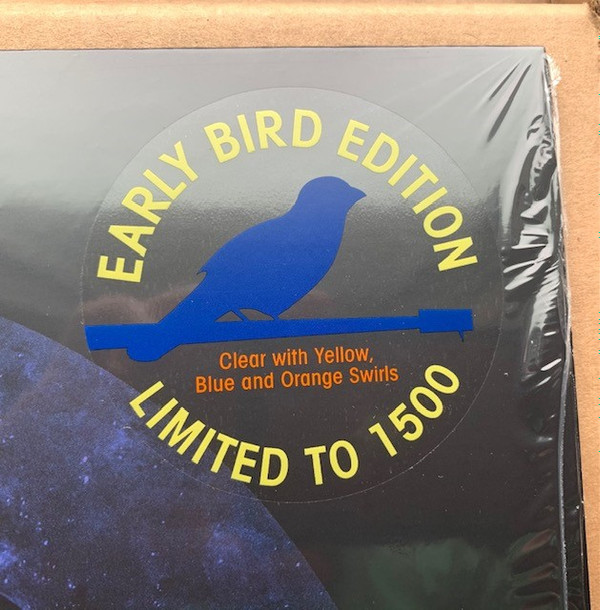 EARLY BIRD EDITION
Clear with Yellow,
Blue and Orange Swirls
LIMITED TO 1500